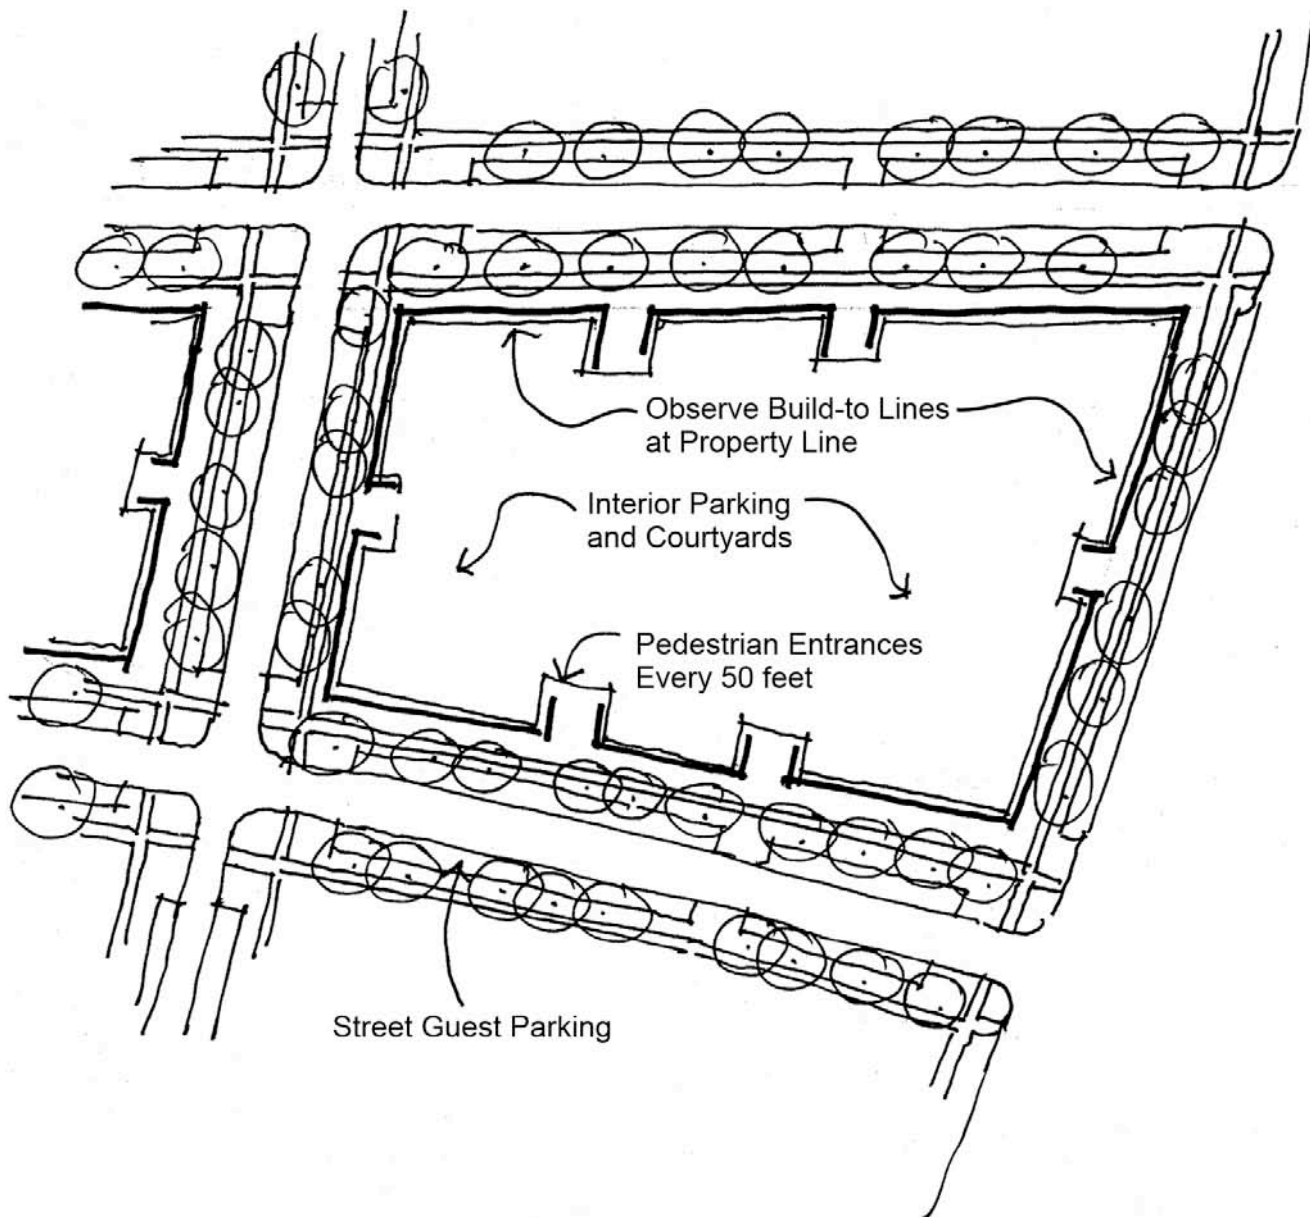 Observe Build-to Lines
at Property Line
Interior Parking
and Courtyards
Pedestrian Entrances
Every 50 feet
Street Guest Parking